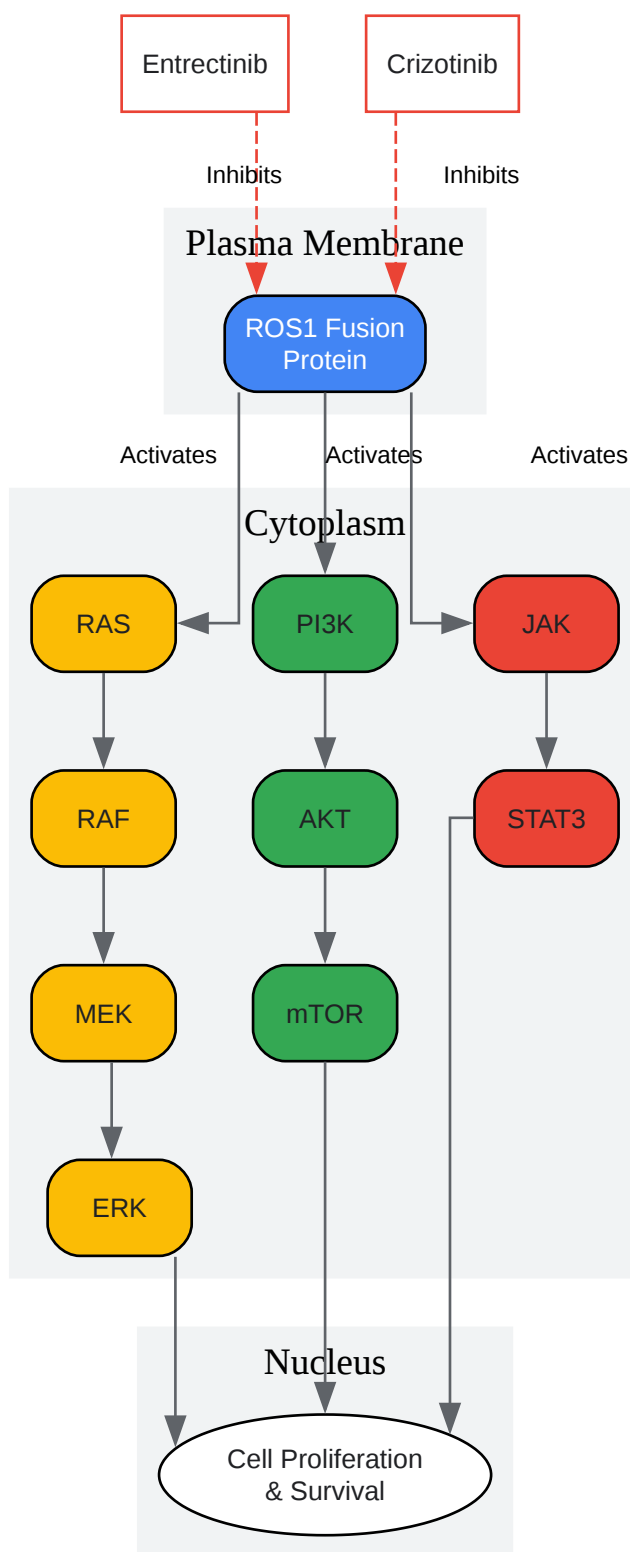 Entrectinib
Crizotinib
Inhibits
Inhibits
Plasma Membrane
ROS1 Fusion
Protein
Activates
Activates
Activates
Cytoplasm
RAS
PI3K
JAK
RAF
AKT
STAT3
MEK
mTOR
ERK
Nucleus
Cell Proliferation
& Survival